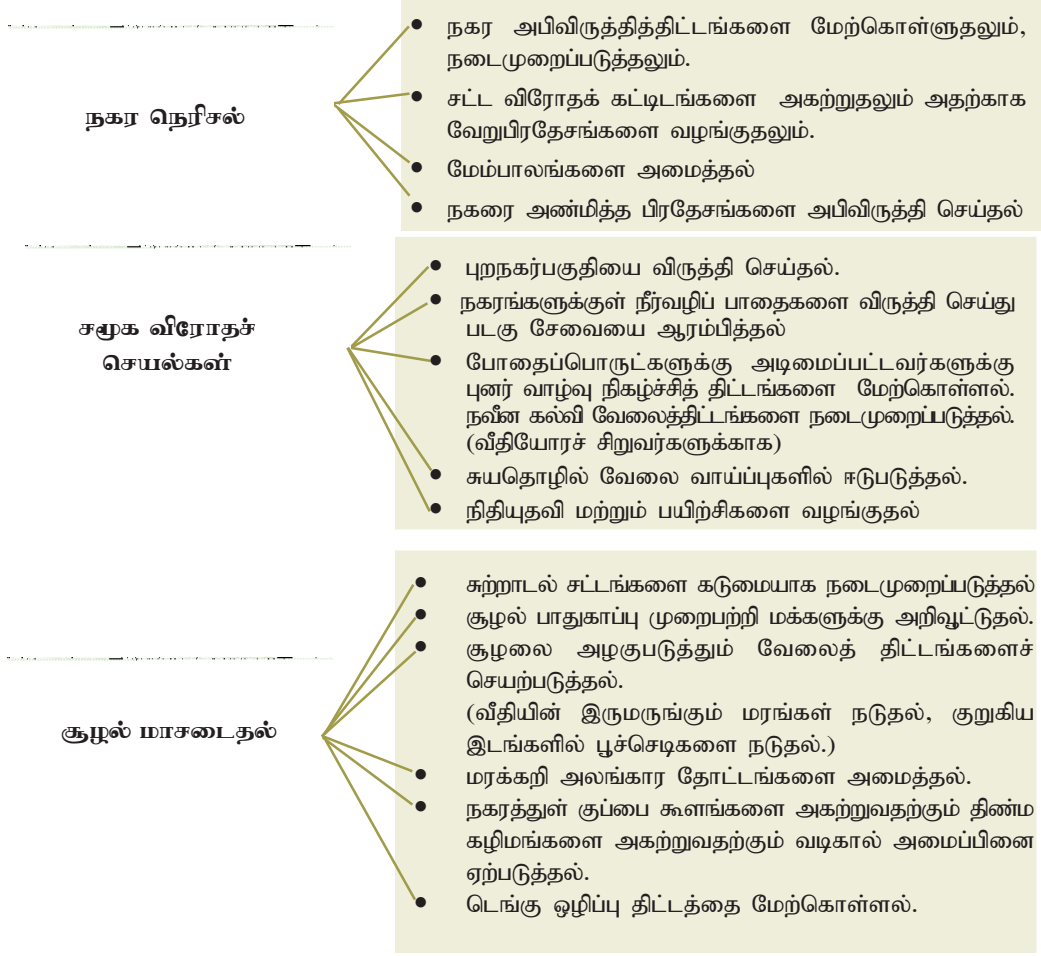 நகர நெரிசல்
● நகர அபிவிருத்தித்திட்டங்களை மேற்கொள்ளுதலும்,
நடைமுறைப்படுத்தலும்.
● சட்ட விரோதக் கட்டிடங்களை அகற்றுதலும் அதற்காக
வேறுபிரதேசங்களை வழங்குதலும்.
● மேம்பாலங்களை அமைத்தல்
● நகரை அண்மித்த பிரதேசங்களை அபிவிருத்தி செய்தல்
சமூக விரோதச்
செயல்கள்
● புறநகர்பகுதியை விருத்தி செய்தல்.
● நகரங்களுக்குள் நீர்வழிப் பாதைகளை விருத்தி செய்து
படகு சேவையை ஆரம்பித்தல்
● போதைப்பொருட்களுக்கு அடிமைப்பட்டவர்களுக்கு
புனர் வாழ்வு நிகழ்ச்சித் திட்டங்களை மேற்கொள்ளல்.
நவீன கல்வி வேலைத்திட்டங்களை நடைமுறைப்படுத்தல்.
(வீதியோரச் சிறுவர்களுக்காக)
● சுயதொழில் வேலை வாய்ப்புகளில் ஈடுபடுத்தல்.
● நிதியுதவி மற்றும் பயிற்சிகளை வழங்குதல்
சூழல் மாசடைதல்
● சுற்றாடல் சட்டங்களை கடுமையாக நடைமுறைப்படுத்தல்
● சூழல் பாதுகாப்பு முறைபற்றி மக்களுக்கு அறிவூட்டுதல்.
● சூழலை அழகுபடுத்தும் வேலைத் திட்டங்களைச்
செயற்படுத்தல்.
(வீதியின் இருமருங்கும் மரங்கள் நடுதல், குறுகிய
இடங்களில் பூச்செடிகளை நடுதல்.)
● மரக்கறி அலங்கார தோட்டங்களை அமைத்தல்.
● நகரத்துள் குப்பை கூளங்களை அகற்றுவதற்கும் திண்ம
கழிமங்களை அகற்றுவதற்கும் வடிகால் அமைப்பினை
ஏற்படுத்தல்.
● டெங்கு ஒழிப்பு திட்டத்தை மேற்கொள்ளல்.